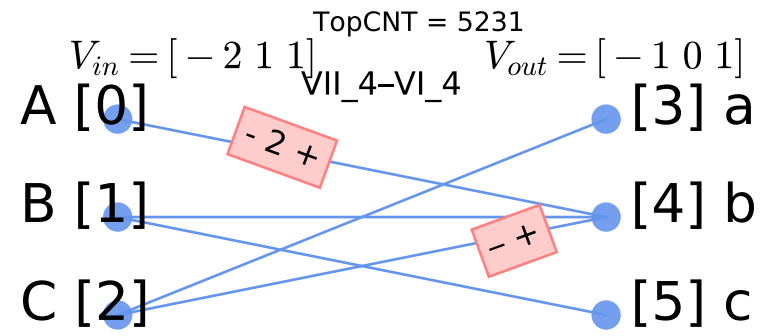 TopCNT = 5231
V_in = [ − 2 1 1] V_out = [ − 1 0 1]
VII_4–VI_4
A [0] [3] a
- 2 +
B [1] [4] b
− +
C [2] [5] c